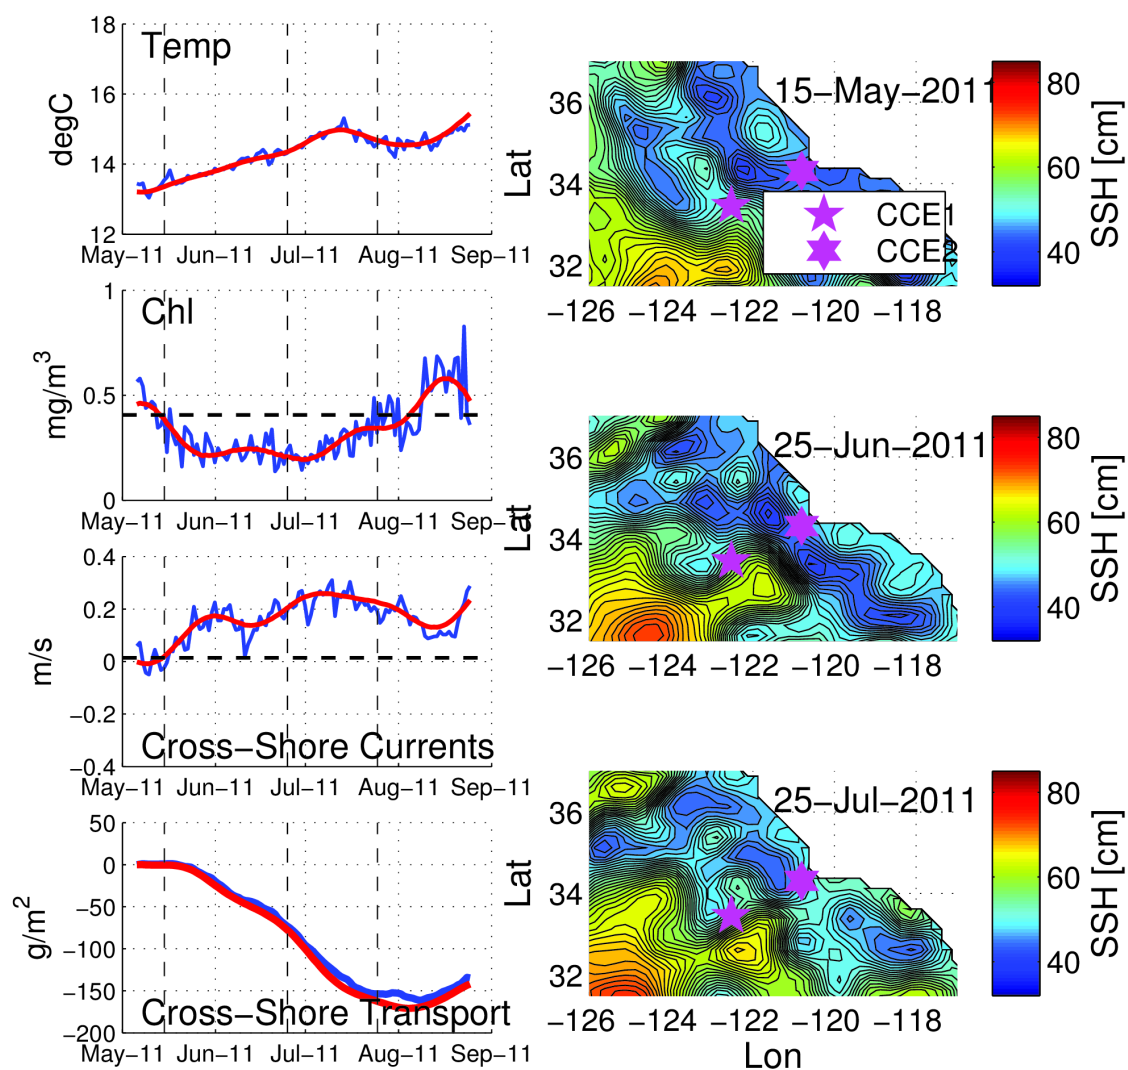 Temp
18
16
14
12
degC
May−11 Jun−11 Jul−11 Aug−11 Sep−11
Chl
1
0.5
0
mg/m3
May−11 Jun−11 Jul−11 Aug−11 Sep−11
0.4
0.2
0
−0.2
−0.4
m/s
Cross−Shore Currents
May−11 Jun−11 Jul−11 Aug−11 Sep−11
50
0
−50
−100
−150
−200
g/m2
Cross−Shore Transport
May−11 Jun−11 Jul−11 Aug−11 Sep−11
15−May−2011
36
34
32
Lat
CCE1
CCE2
−126 −124 −122 −120 −118
80
60
40
SSH [cm]
25−Jun−2011
36
34
32
Lat
−126 −124 −122 −120 −118
80
60
40
SSH [cm]
25−Jul−2011
36
34
32
Lat
−126 −124 −122 −120 −118
Lon
80
60
40
SSH [cm]